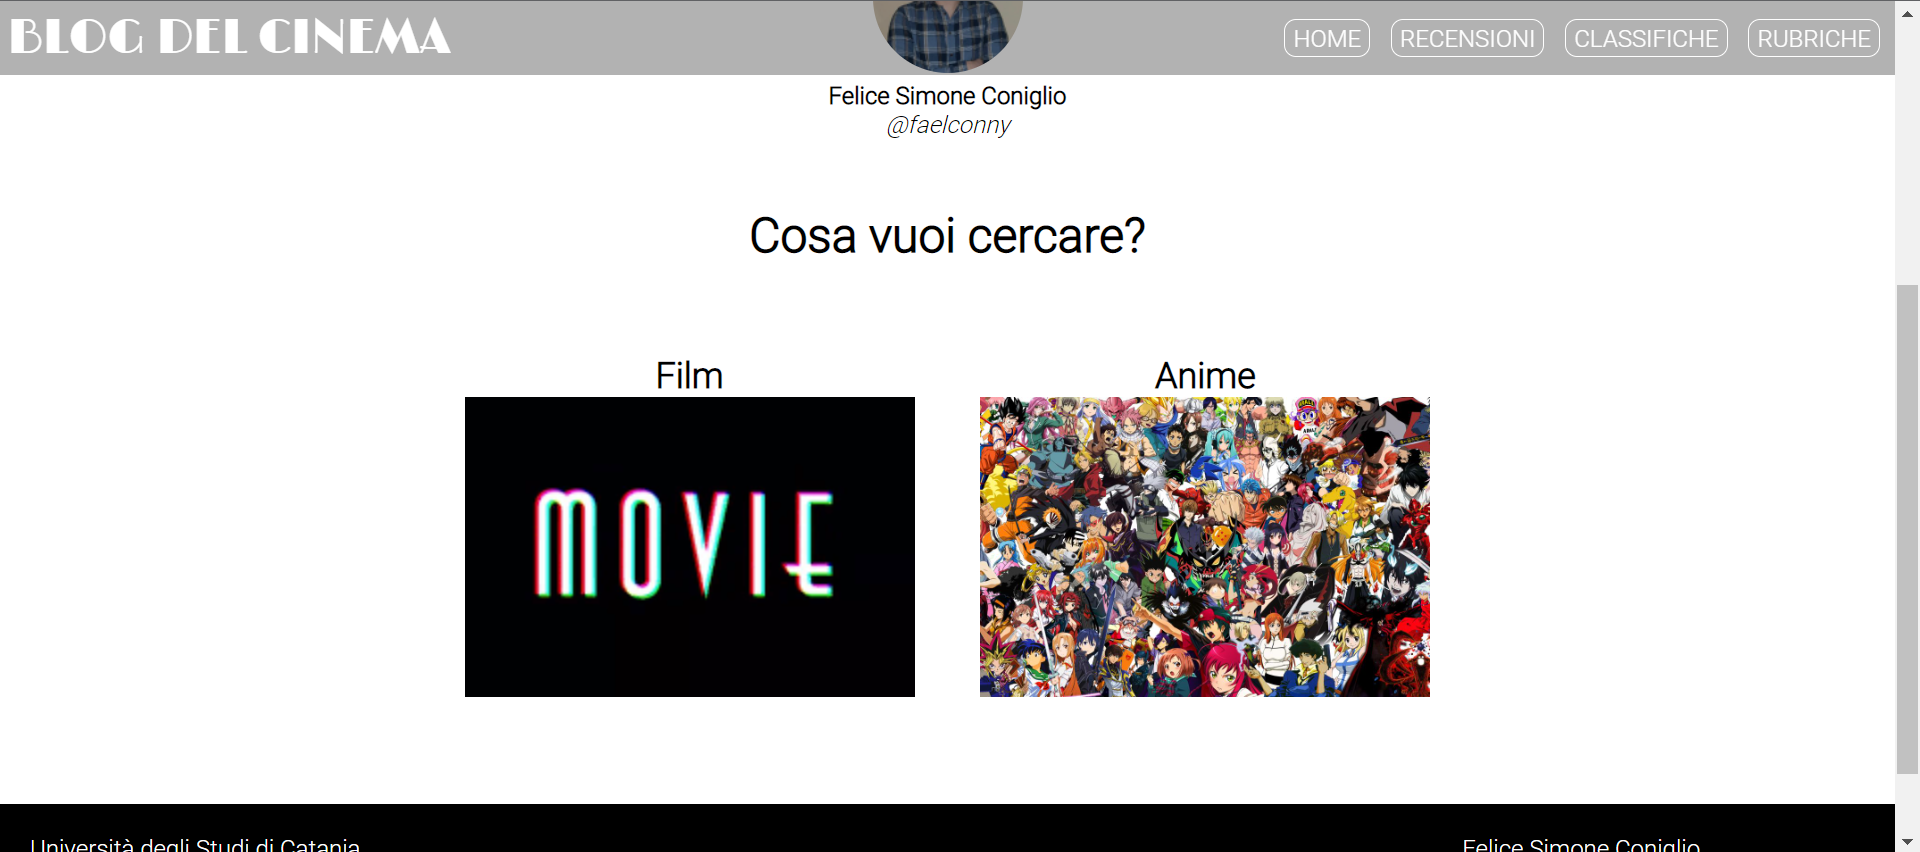 BLOG DEL CINEMA
HOME
RECENSIONI
CLASSIFICHE
RUBRICHE
Felice Simone Coniglio
@faelconny
Cosa vuoi cercare?
Film
Anime
MOVIE
Università degli Studi di Catania
Felice Simone Coniglio